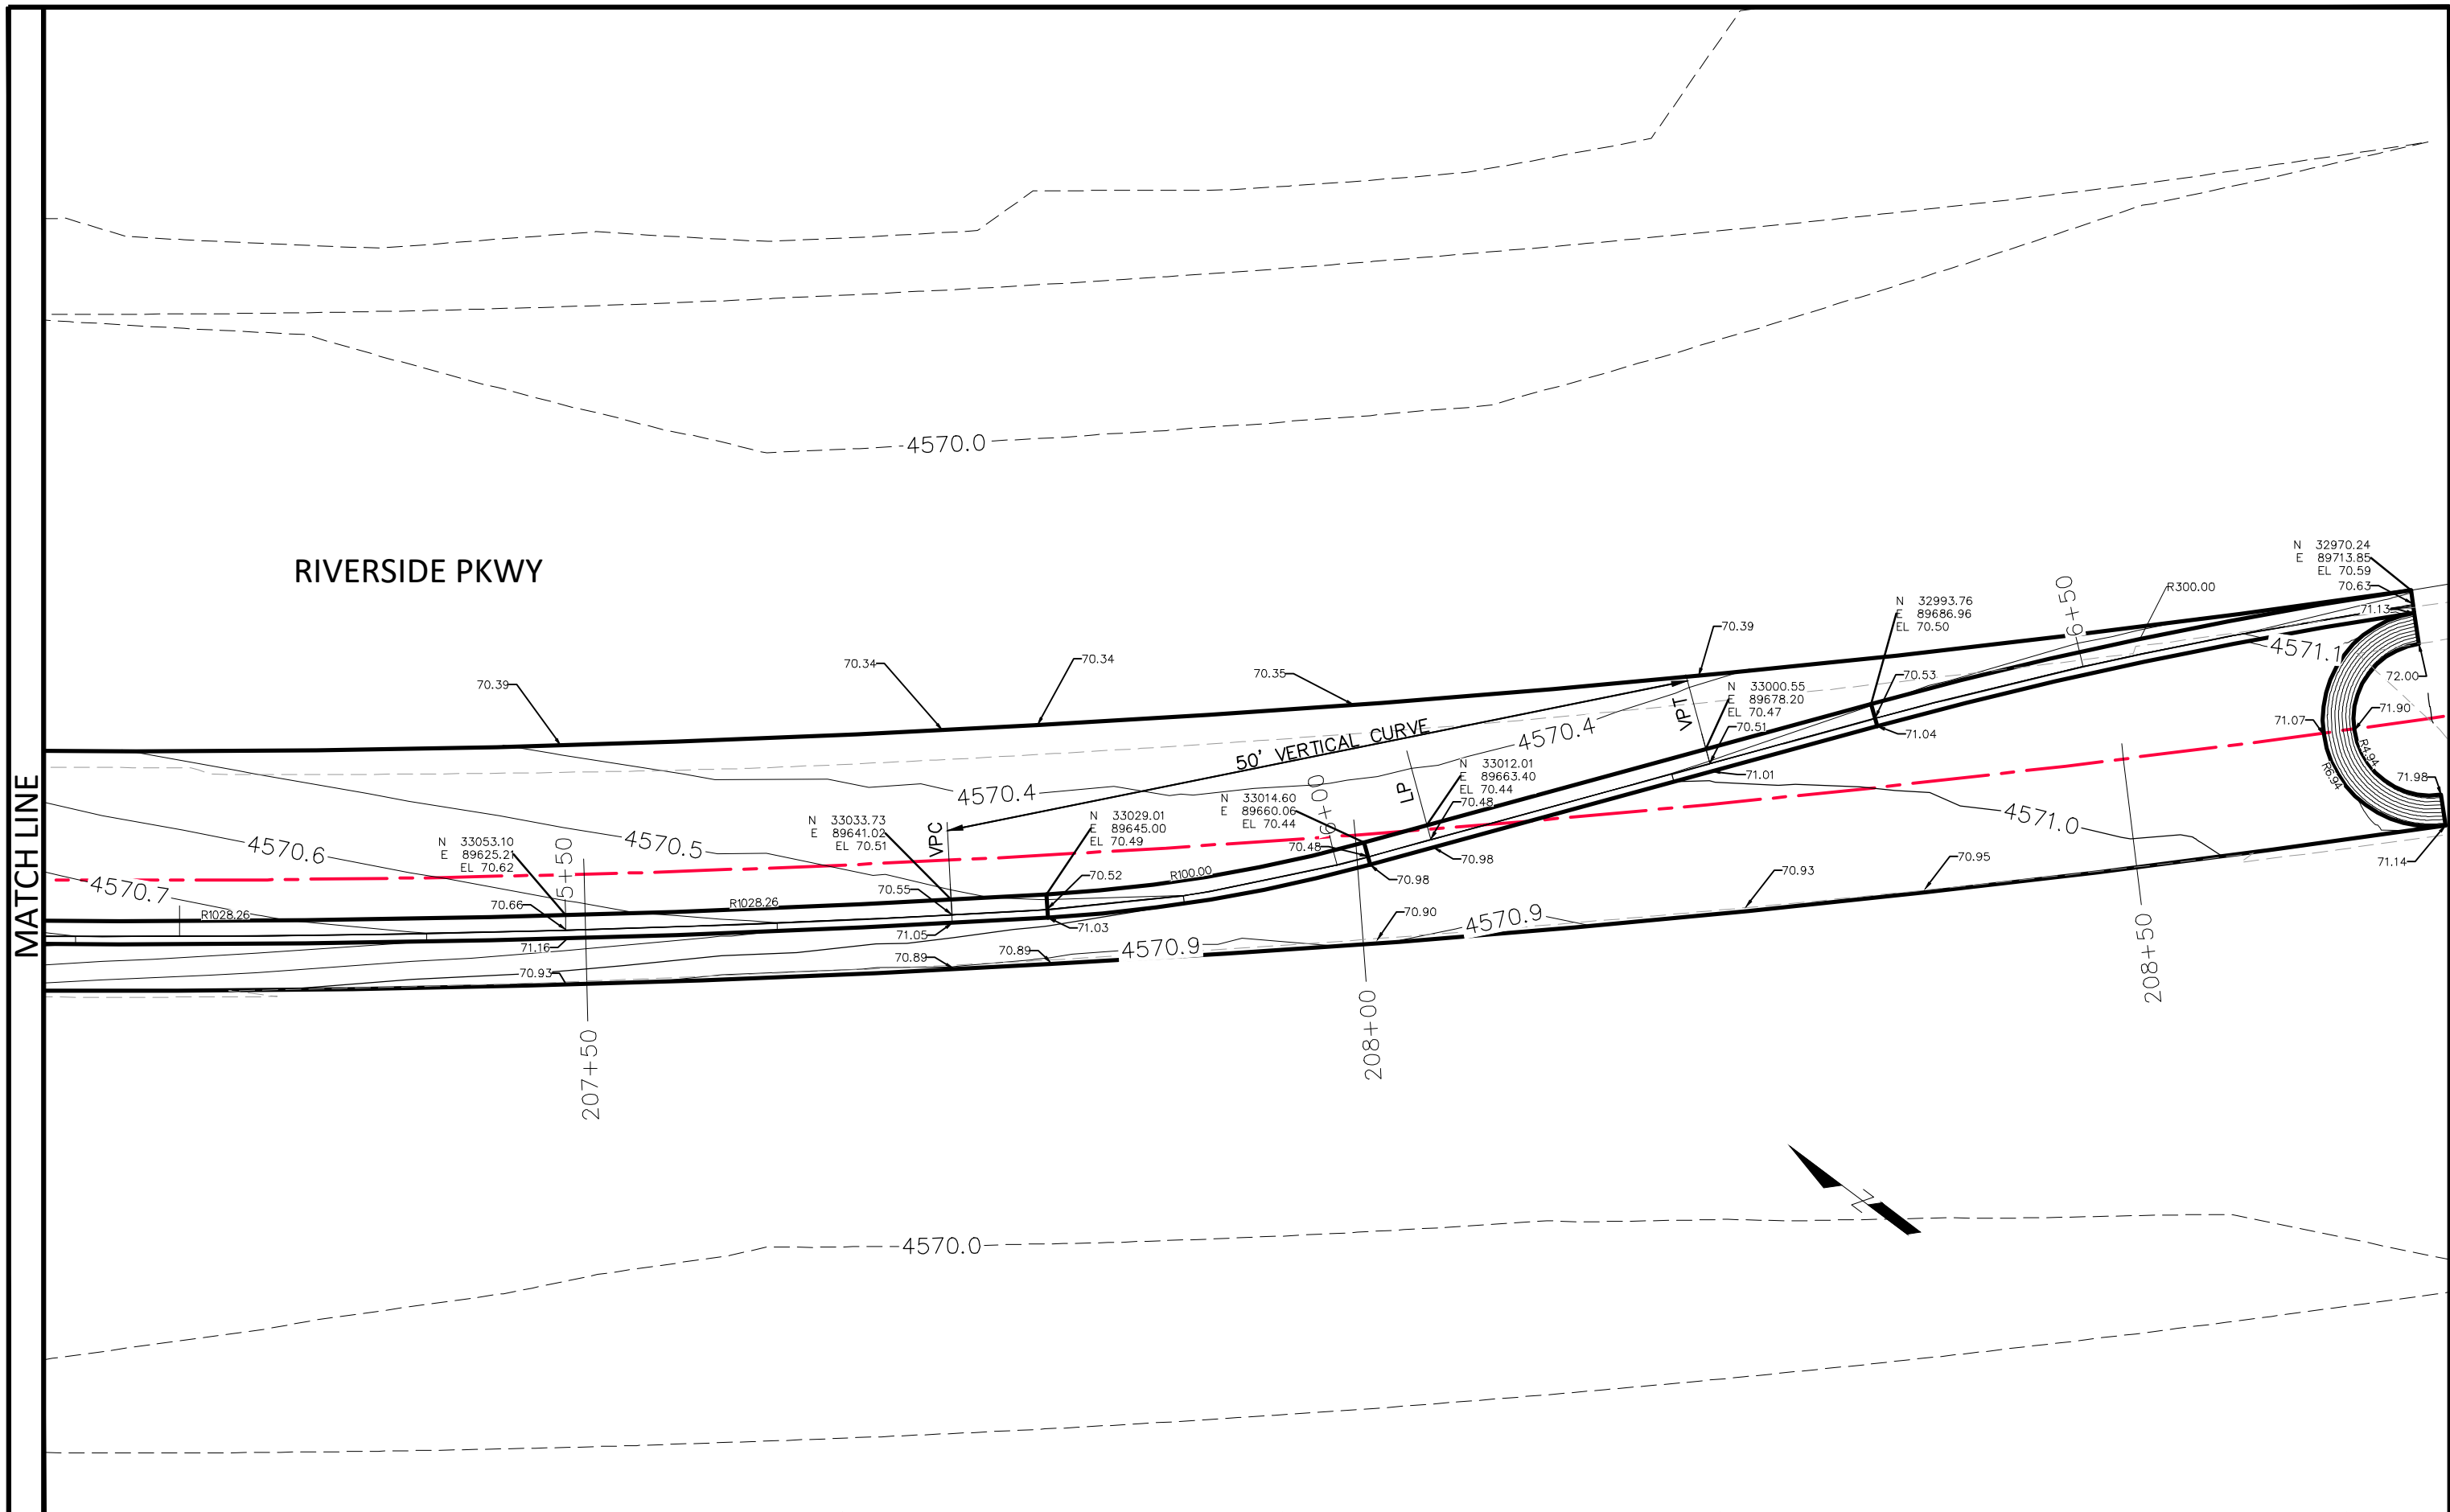 4570.0
RIVERSIDE PKWY
N 32970.24
E 89713.85
EL 70.59
70.63
71.13
R300.00
6+50
N 32993.76
E 89686.96
EL 70.50
70.53
70.39
70.34
70.34
70.35
70.39
4571.1
72.00
71.90
71.07
R4.94
R6.94
71.98
71.14
VPT
N 33000.55
E 89678.20
EL 70.47
70.51
71.04
71.01
50' VERTICAL CURVE
4570.4
4570.4
LP
N 33012.01
E 89663.40
EL 70.44
70.48
70.98
6+00
N 33014.60
E 89660.06
EL 70.44
70.48
70.98
N 33029.01
E 89645.00
EL 70.49
70.52
71.03
R100.00
VPC
N 33033.73
E 89641.02
EL 70.51
70.55
71.05
4570.5
4570.6
4570.7
N 33053.10
E 89625.21
EL 70.62
5+50
70.66
71.16
R1028.26
R1028.26
MATCH LINE
4571.0
70.95
70.93
70.90
4570.9
4570.9
70.89
70.89
70.93
207+50
208+00
208+50
N
4570.0